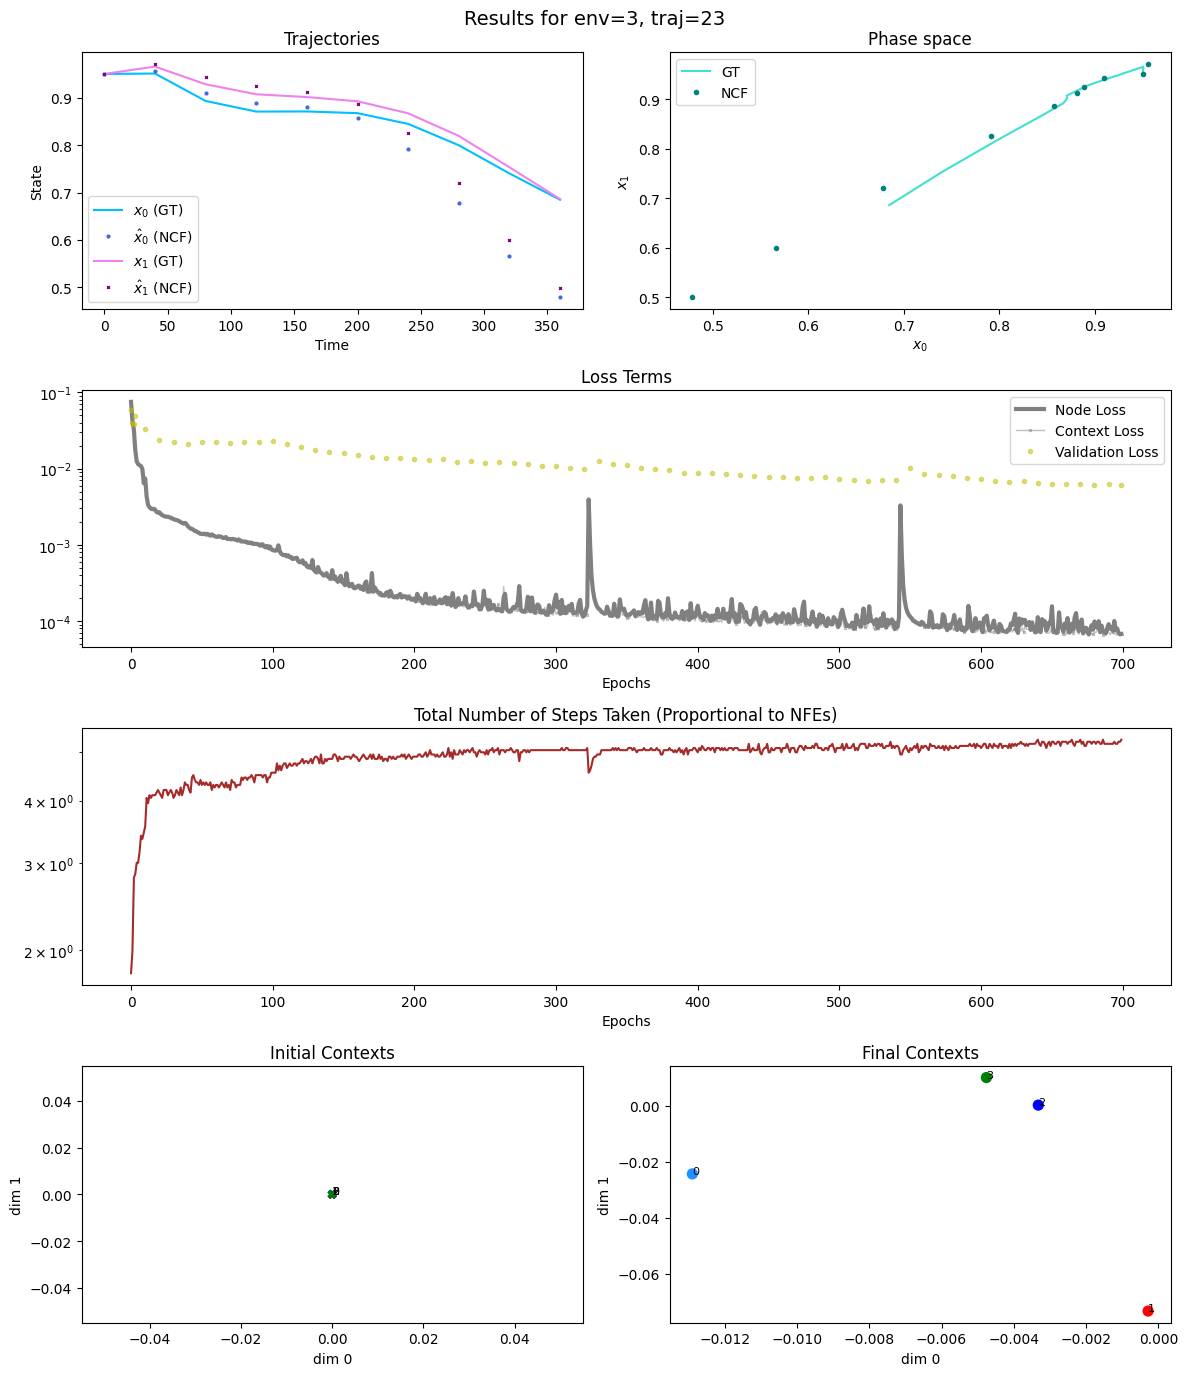 Results for env=3, traj=23
Trajectories
Phase space
0.9
0.8
0.7
0.6
0.5
State
x₀ (GT)
x̂₀ (NCF)
x₁ (GT)
x̂₁ (NCF)
0 50 100 150 200 250 300 350
Time
0.9
0.8
0.7
0.6
0.5
x₁
GT
NCF
0.5 0.6 0.7 0.8 0.9
x₀
Loss Terms
10⁻¹
10⁻²
10⁻³
10⁻⁴
Node Loss
Context Loss
Validation Loss
0 100 200 300 400 500 600 700
Epochs
Total Number of Steps Taken (Proportional to NFEs)
4 × 10⁰
3 × 10⁰
2 × 10⁰
0 100 200 300 400 500 600 700
Epochs
Initial Contexts
0.04
0.02
0.00
−0.02
−0.04
dim 1
−0.04 −0.02 0.00 0.02 0.04
dim 0
Final Contexts
0.00
−0.02
−0.04
−0.06
dim 1
3
2
0
1
−0.012 −0.010 −0.008 −0.006 −0.004 −0.002 0.000
dim 0